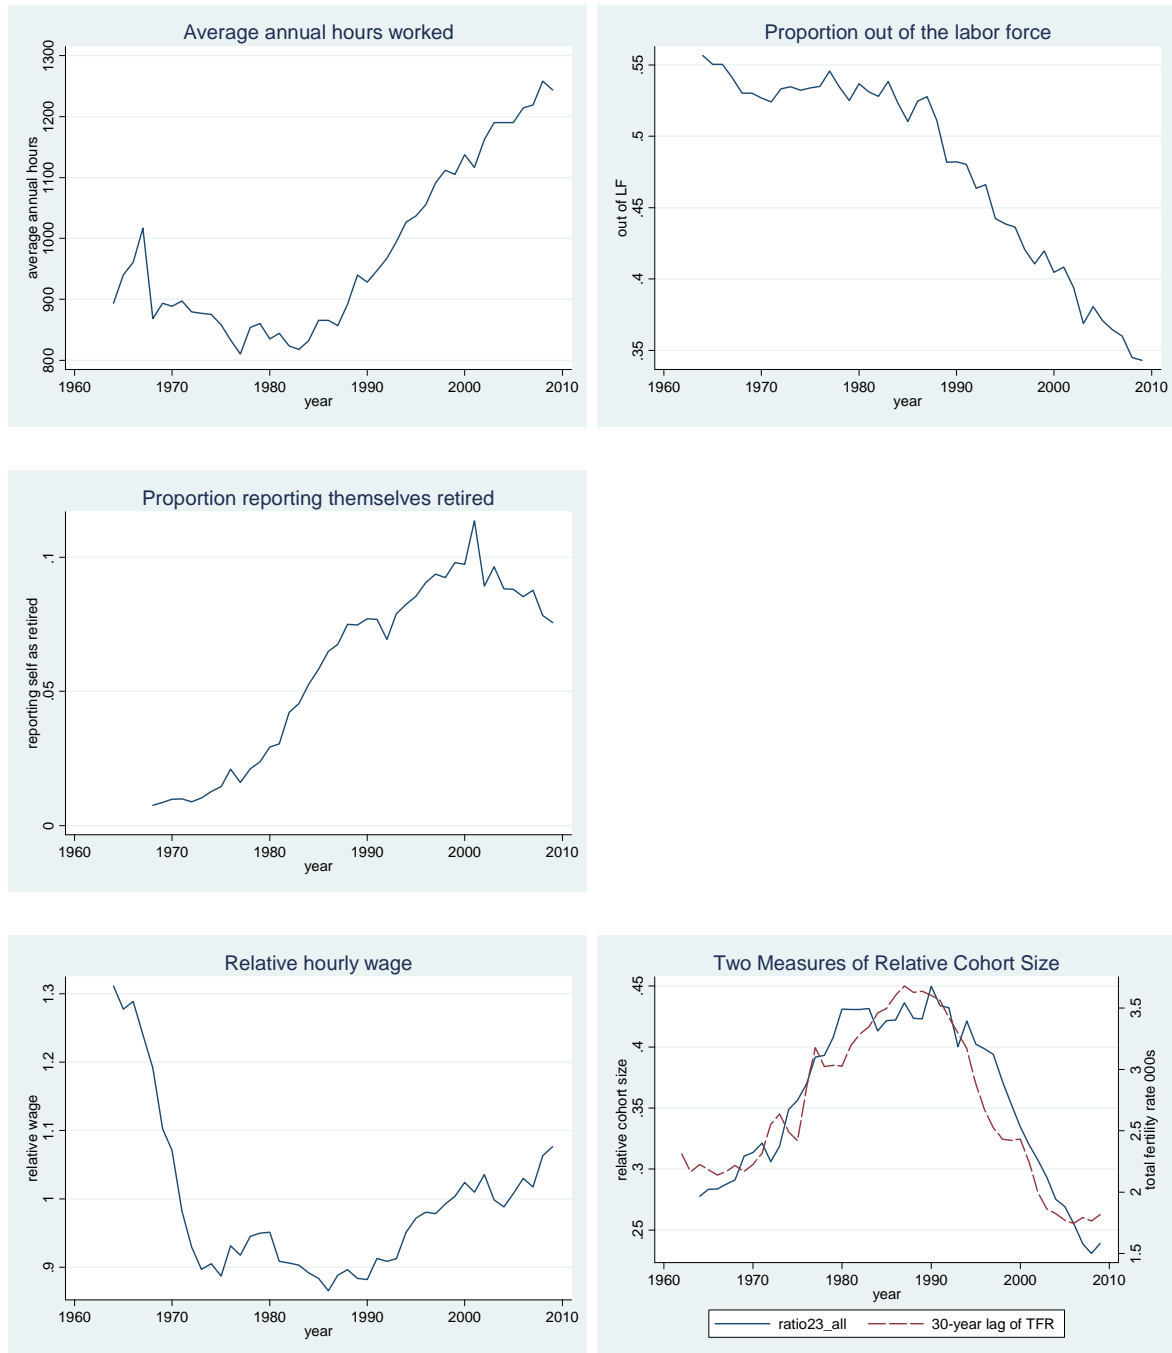 Average annual hours worked
average annual hours
1300
1200
1100
1000
900
800
1960 1970 1980 1990 2000 2010
year
Proportion out of the labor force
out of LF
.55
.5
.45
.4
.35
1960 1970 1980 1990 2000 2010
year
Proportion reporting themselves retired
reporting self as retired
.1
.05
0
1960 1970 1980 1990 2000 2010
year
Relative hourly wage
relative wage
1.3
1.2
1.1
1
.9
1960 1970 1980 1990 2000 2010
year
Two Measures of Relative Cohort Size
relative cohort size
.45
.4
.35
.3
.25
3.5
3
2.5
2
1.5
total fertility rate 000s
1960 1970 1980 1990 2000 2010
year
ratio23_all 30-year lag of TFR